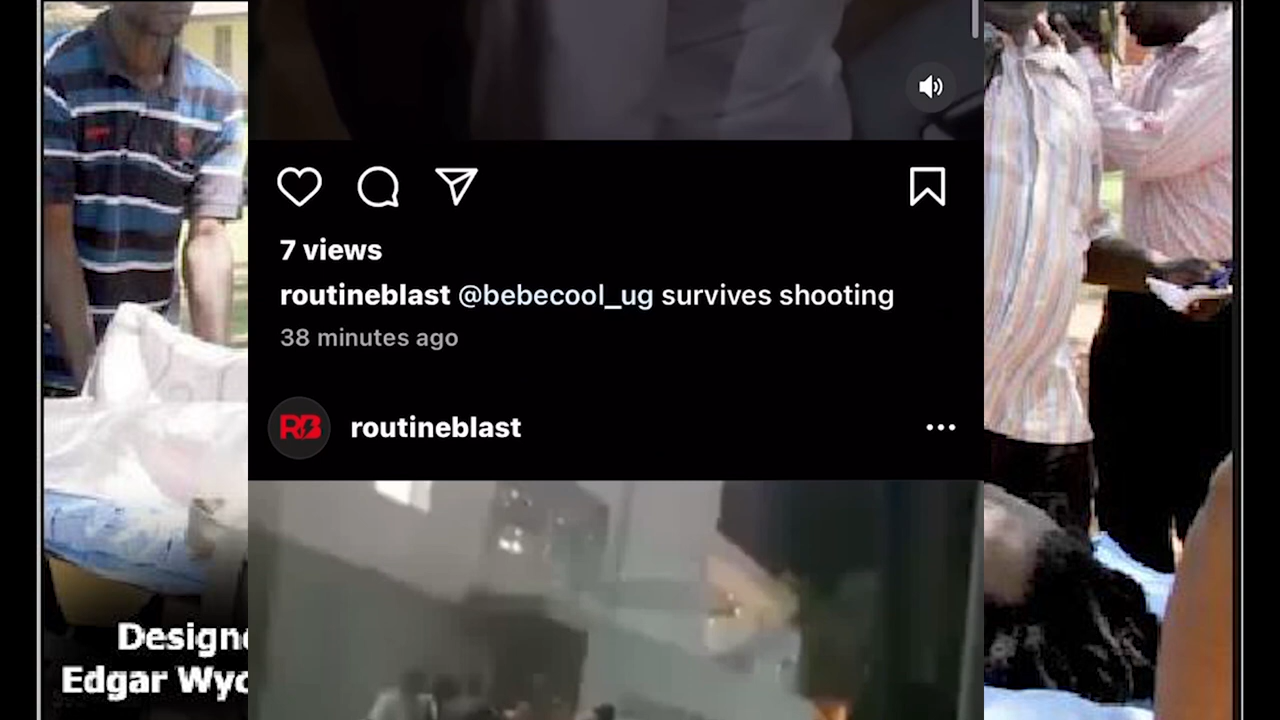 7 views
routineblast @bebecool_ug survives shooting
38 minutes ago
RB
routineblast
Designe
Edgar Wyc